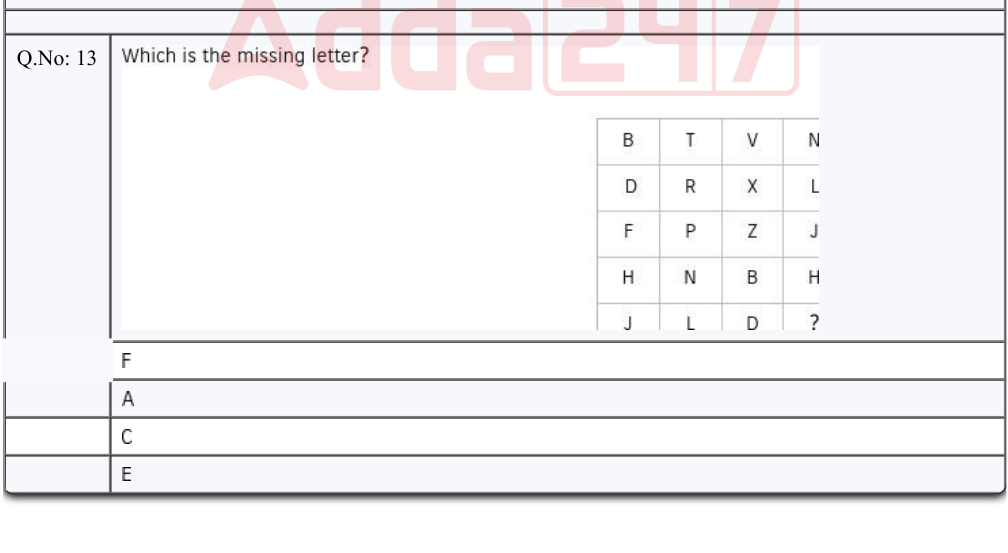 Adda247
Q.No: 13 Which is the missing letter?
B T V N
D R X L
F P Z J
H N B H
J L D ?
F
A
C
E